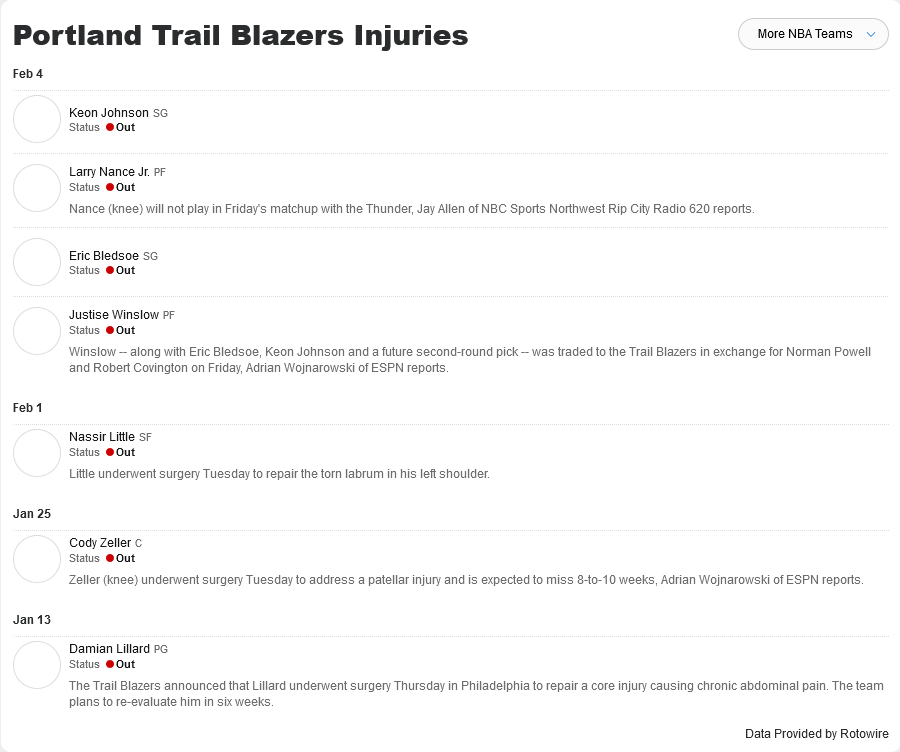 Portland Trail Blazers Injuries
More NBA Teams
Feb 4
Keon Johnson SG
Status Out
Larry Nance Jr. PF
Status Out
Nance (knee) will not play in Friday's matchup with the Thunder, Jay Allen of NBC Sports Northwest Rip City Radio 620 reports.
Eric Bledsoe SG
Status Out
Justise Winslow PF
Status Out
Winslow -- along with Eric Bledsoe, Keon Johnson and a future second-round pick -- was traded to the Trail Blazers in exchange for Norman Powell
and Robert Covington on Friday, Adrian Wojnarowski of ESPN reports.
Feb 1
Nassir Little SF
Status Out
Little underwent surgery Tuesday to repair the torn labrum in his left shoulder.
Jan 25
Cody Zeller C
Status Out
Zeller (knee) underwent surgery Tuesday to address a patellar injury and is expected to miss 8-to-10 weeks, Adrian Wojnarowski of ESPN reports.
Jan 13
Damian Lillard PG
Status Out
The Trail Blazers announced that Lillard underwent surgery Thursday in Philadelphia to repair a core injury causing chronic abdominal pain. The team
plans to re-evaluate him in six weeks.
Data Provided by Rotowire